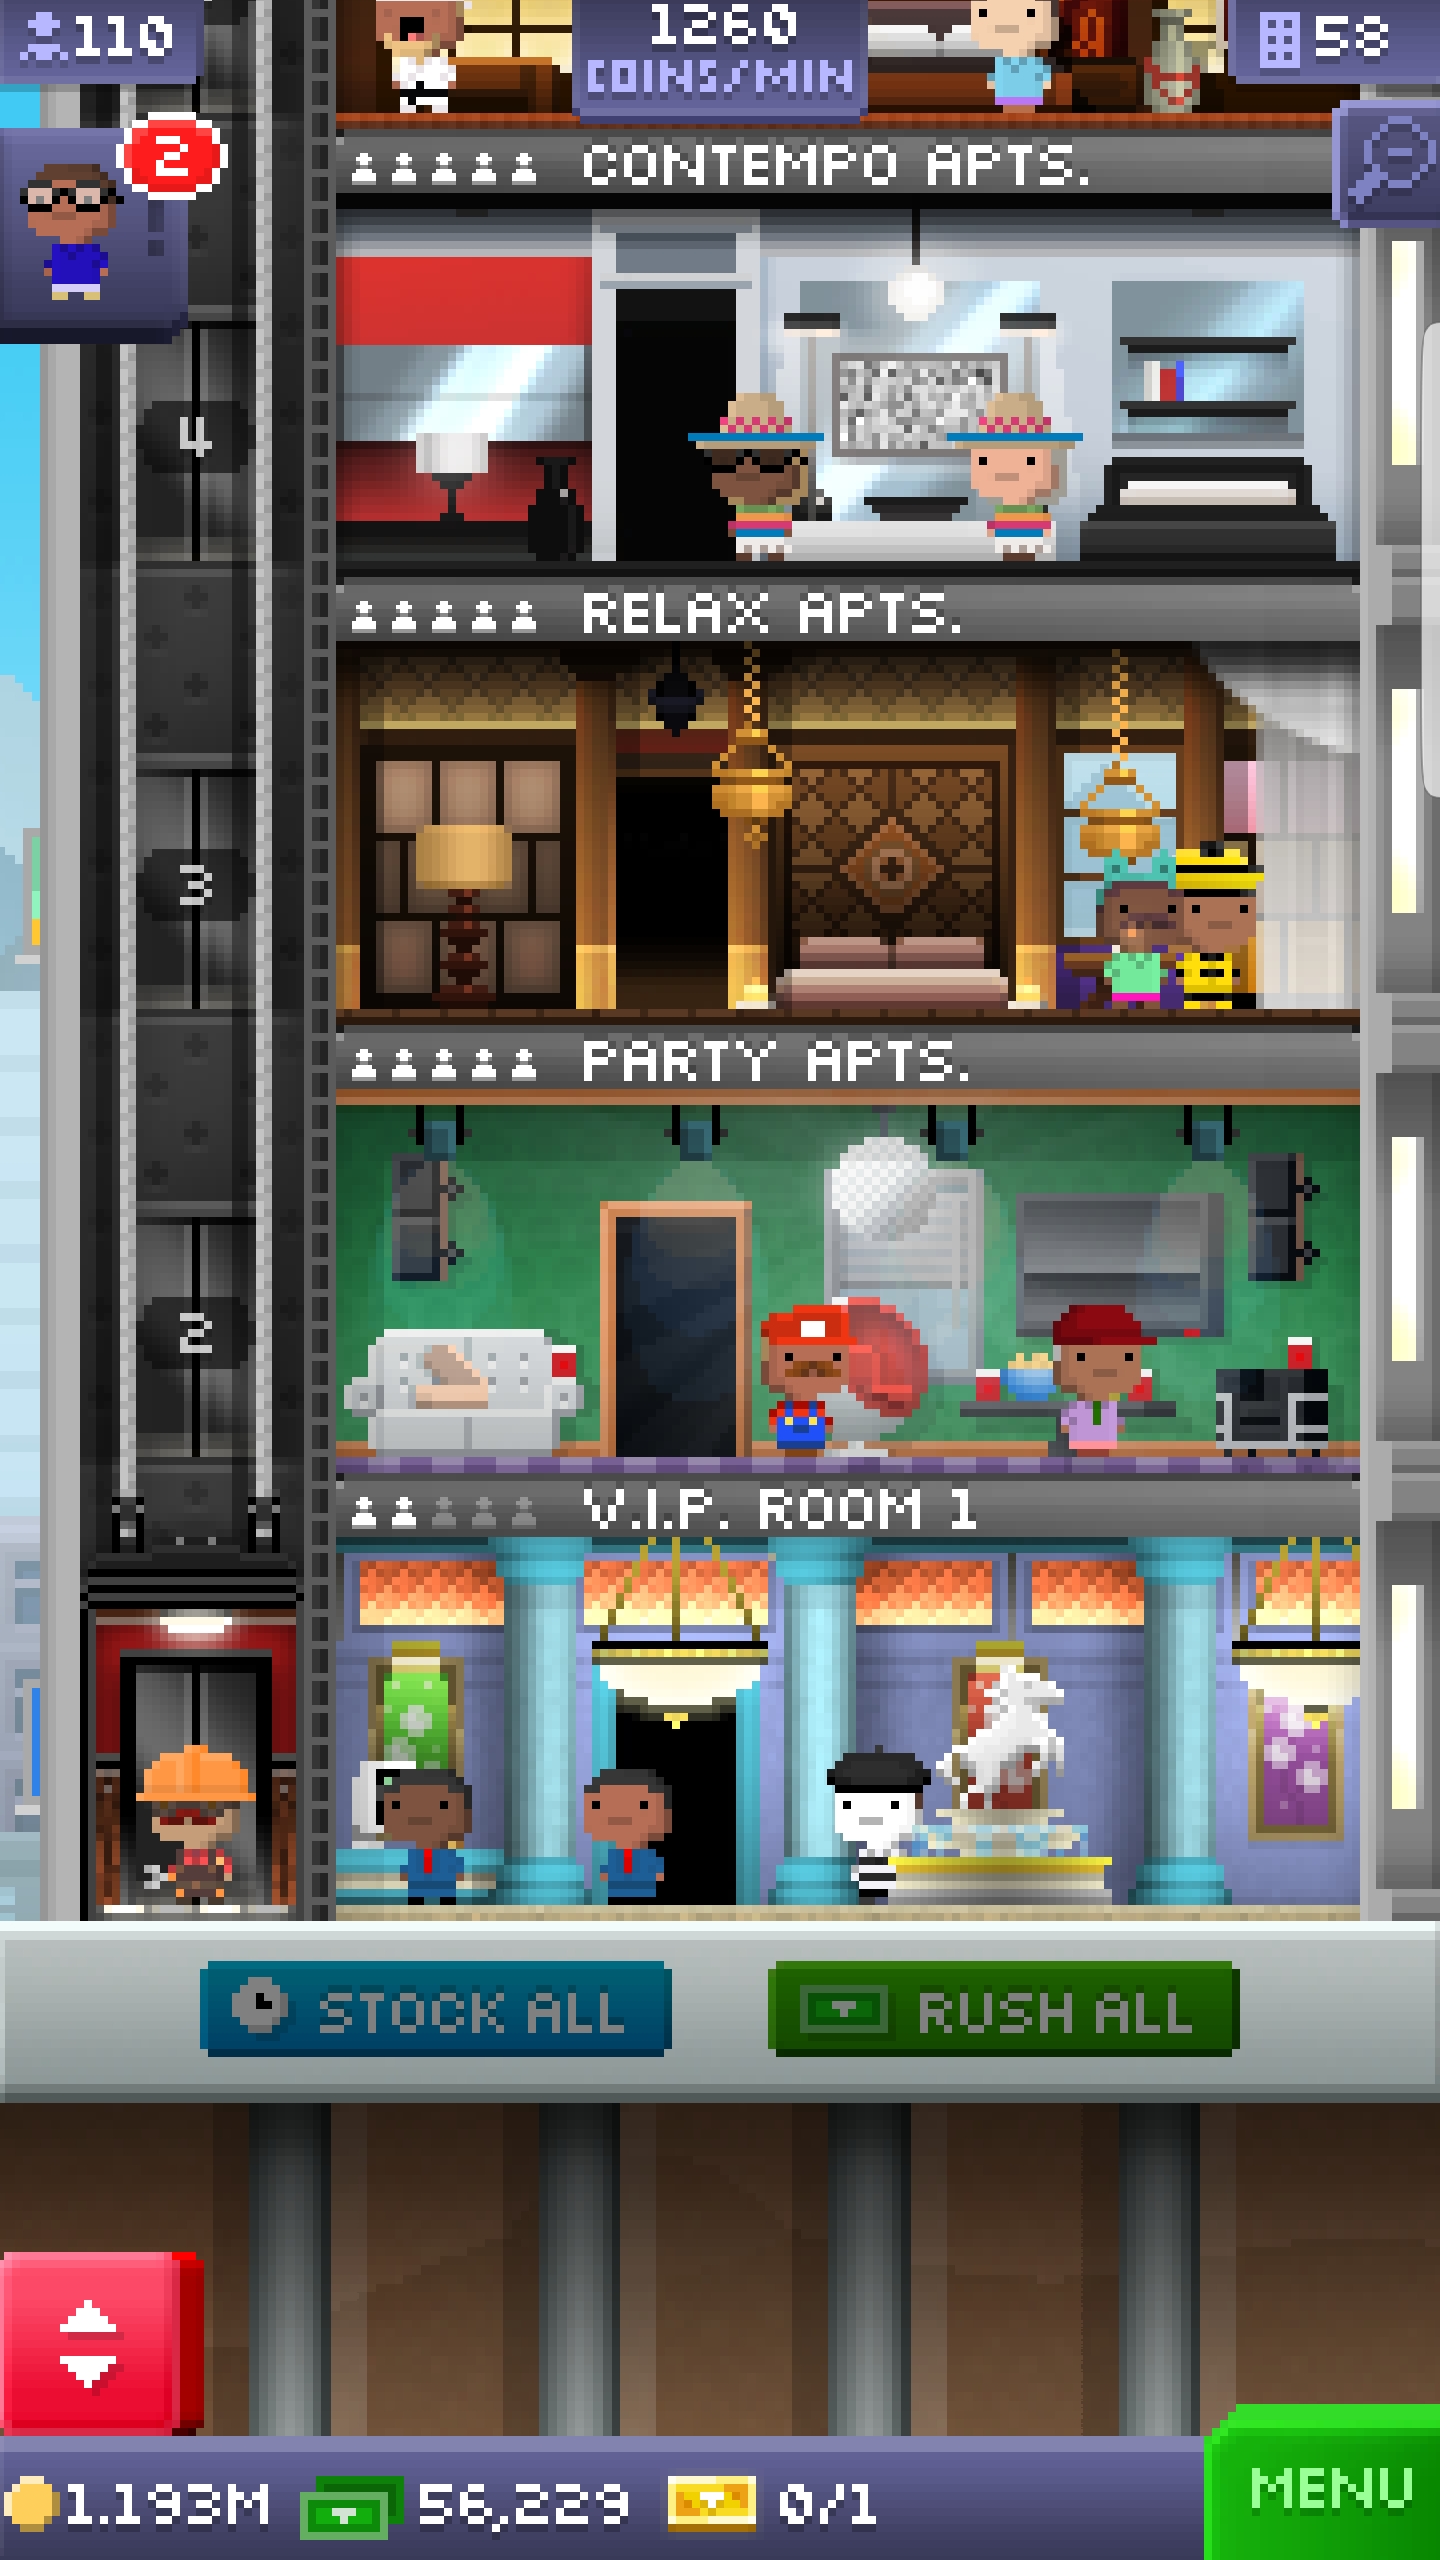 110
1260
COINS/MIN
58
2
CONTEMPO APTS.
4
RELAX APTS.
3
PARTY APTS.
2
V.I.P. ROOM 1
STOCK ALL
RUSH ALL
1.193M
56,229
0/1
MENU